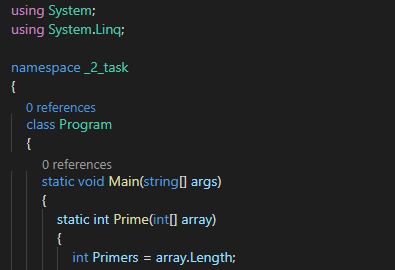 using System;
using System.Linq;
namespace _2_task
{
0 references
class Program
{
0 references
static void Main(string[] args)
{
static int Prime(int[] array)
{
int Primers = array.Length;